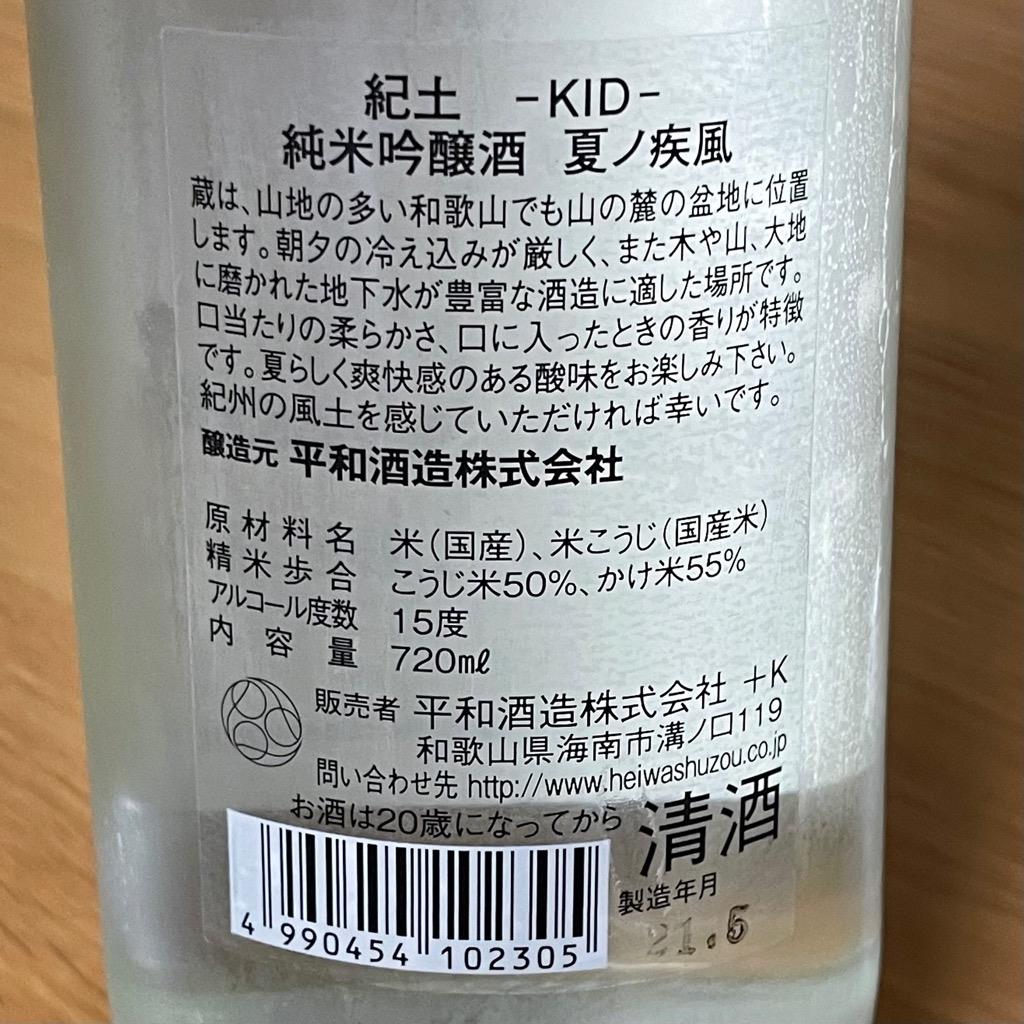 紀土 -KID-
純米吟醸酒 夏ノ疾風
蔵は、山地の多い和歌山でも山の麓の盆地に位置
します。朝夕の冷え込みが厳しく、また木や山、大地
に磨かれた地下水が豊富な酒造に適した場所です。
口当たりの柔らかさ、口に入ったときの香りが特徴
です。夏らしく爽快感のある酸味をお楽しみ下さい。
紀州の風土を感じていただければ幸いです。
醸造元 平和酒造株式会社
原材料名 米(国産)、米こうじ(国産米)
精米歩合 こうじ米50%、かけ米55%
アルコール度数 15度
内容量 720㎖
販売者 平和酒造株式会社 +K
和歌山県海南市溝ノ口119
問い合わせ先 http://www.heiwashuzou.co.jp
お酒は20歳になってから
清酒
製造年月
21.5
4 990454 102305